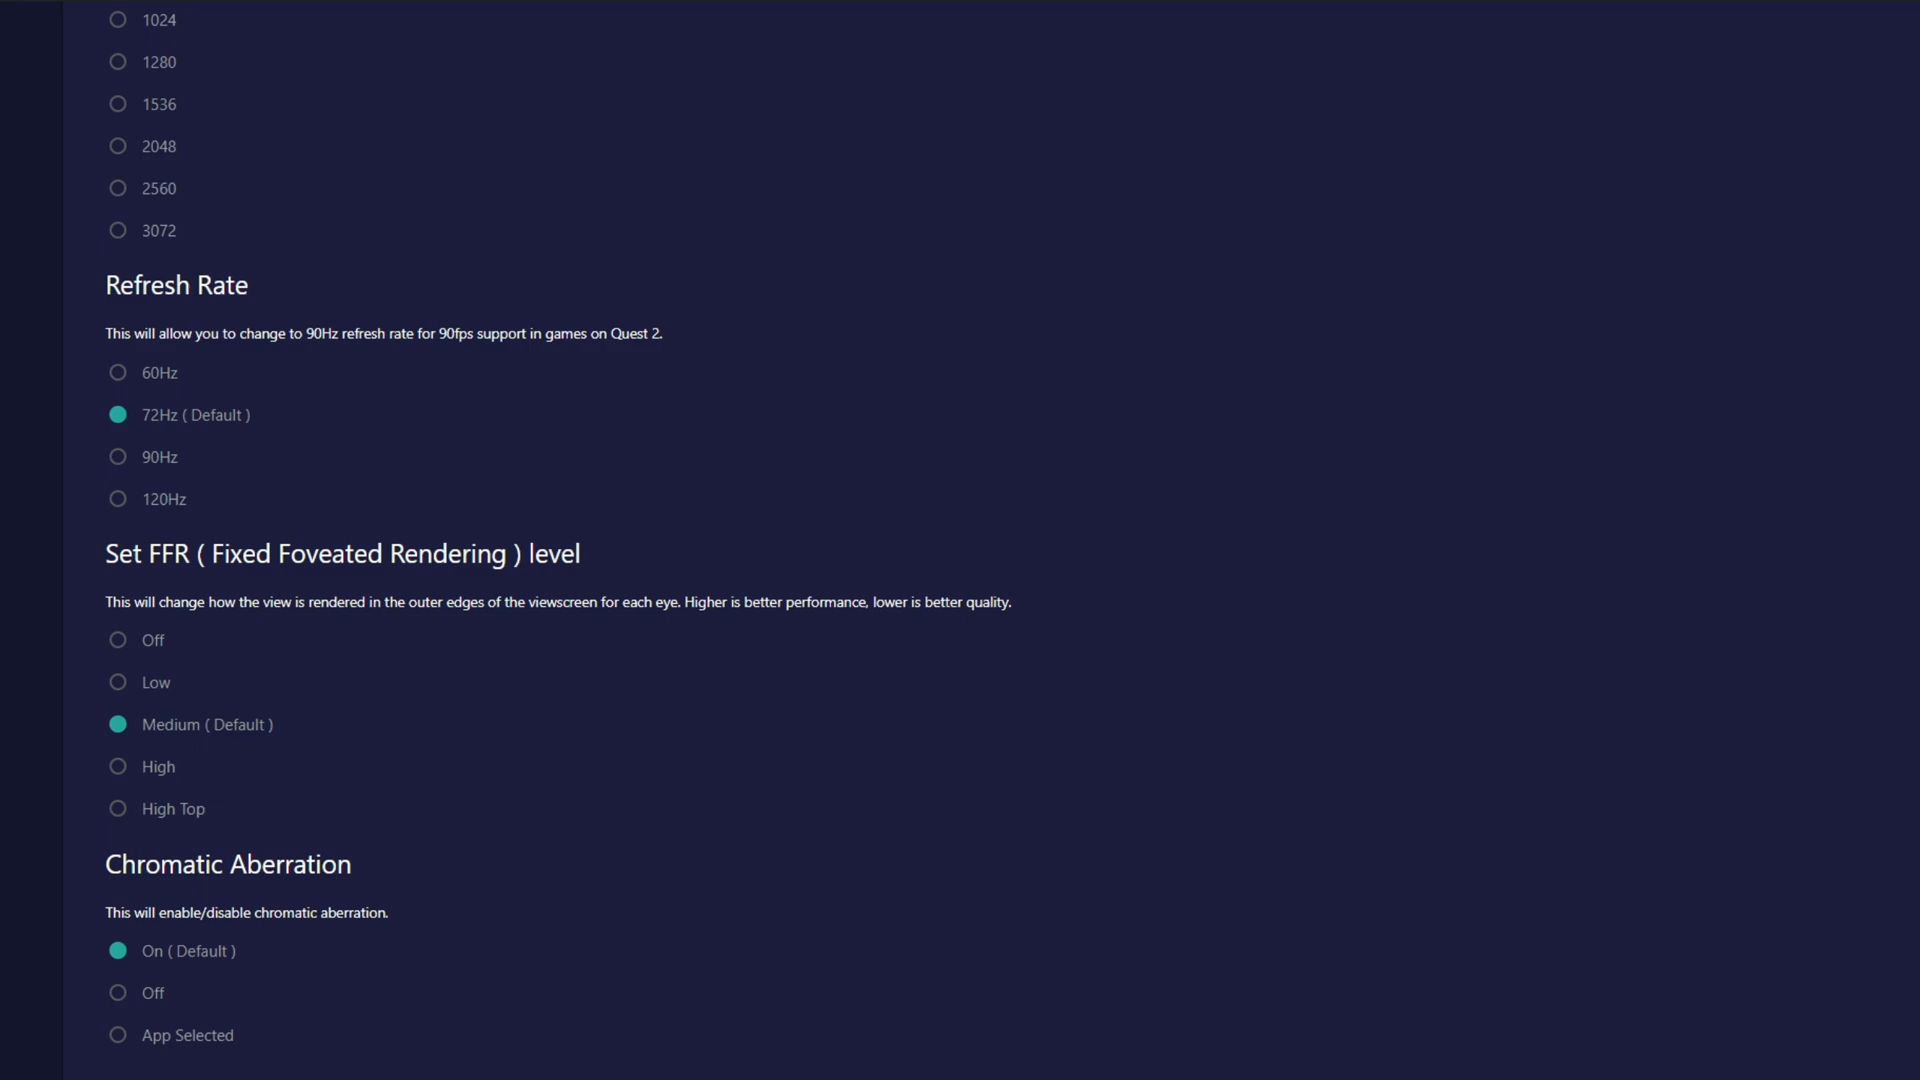 1024
1280
1536
2048
2560
3072
Refresh Rate
This will allow you to change to 90Hz refresh rate for 90fps support in games on Quest 2.
60Hz
72Hz ( Default )
90Hz
120Hz
Set FFR ( Fixed Foveated Rendering ) level
This will change how the view is rendered in the outer edges of the viewscreen for each eye. Higher is better performance, lower is better quality.
Off
Low
Medium ( Default )
High
High Top
Chromatic Aberration
This will enable/disable chromatic aberration.
On ( Default )
Off
App Selected